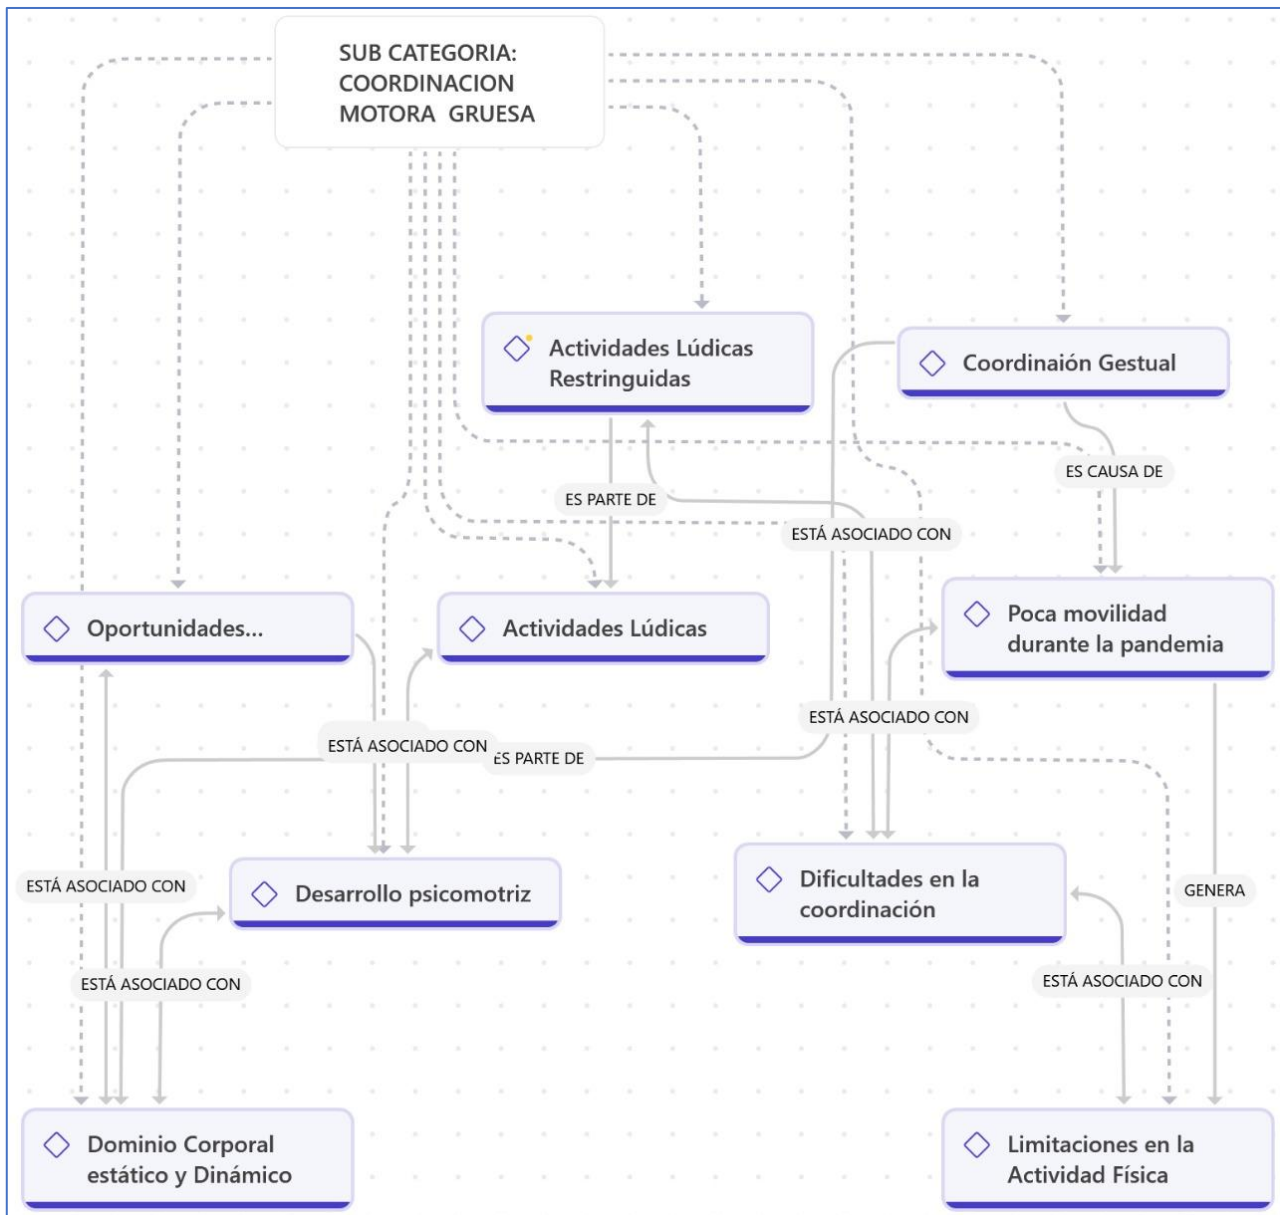 SUB CATEGORIA:
COORDINACION
MOTORA GRUESA
Actividades Lúdicas
Restringuidas
Coordinaión Gestual
ES CAUSA DE
ES PARTE DE
ESTÁ ASOCIADO CON
Oportunidades...
Actividades Lúdicas
Poca movilidad
durante la pandemia
ESTÁ ASOCIADO CON
ESTÁ ASOCIADO CON
ES PARTE DE
Desarrollo psicomotriz
Dificultades en la
coordinación
ESTÁ ASOCIADO CON
GENERA
ESTÁ ASOCIADO CON
ESTÁ ASOCIADO CON
Dominio Corporal
estático y Dinámico
Limitaciones en la
Actividad Física